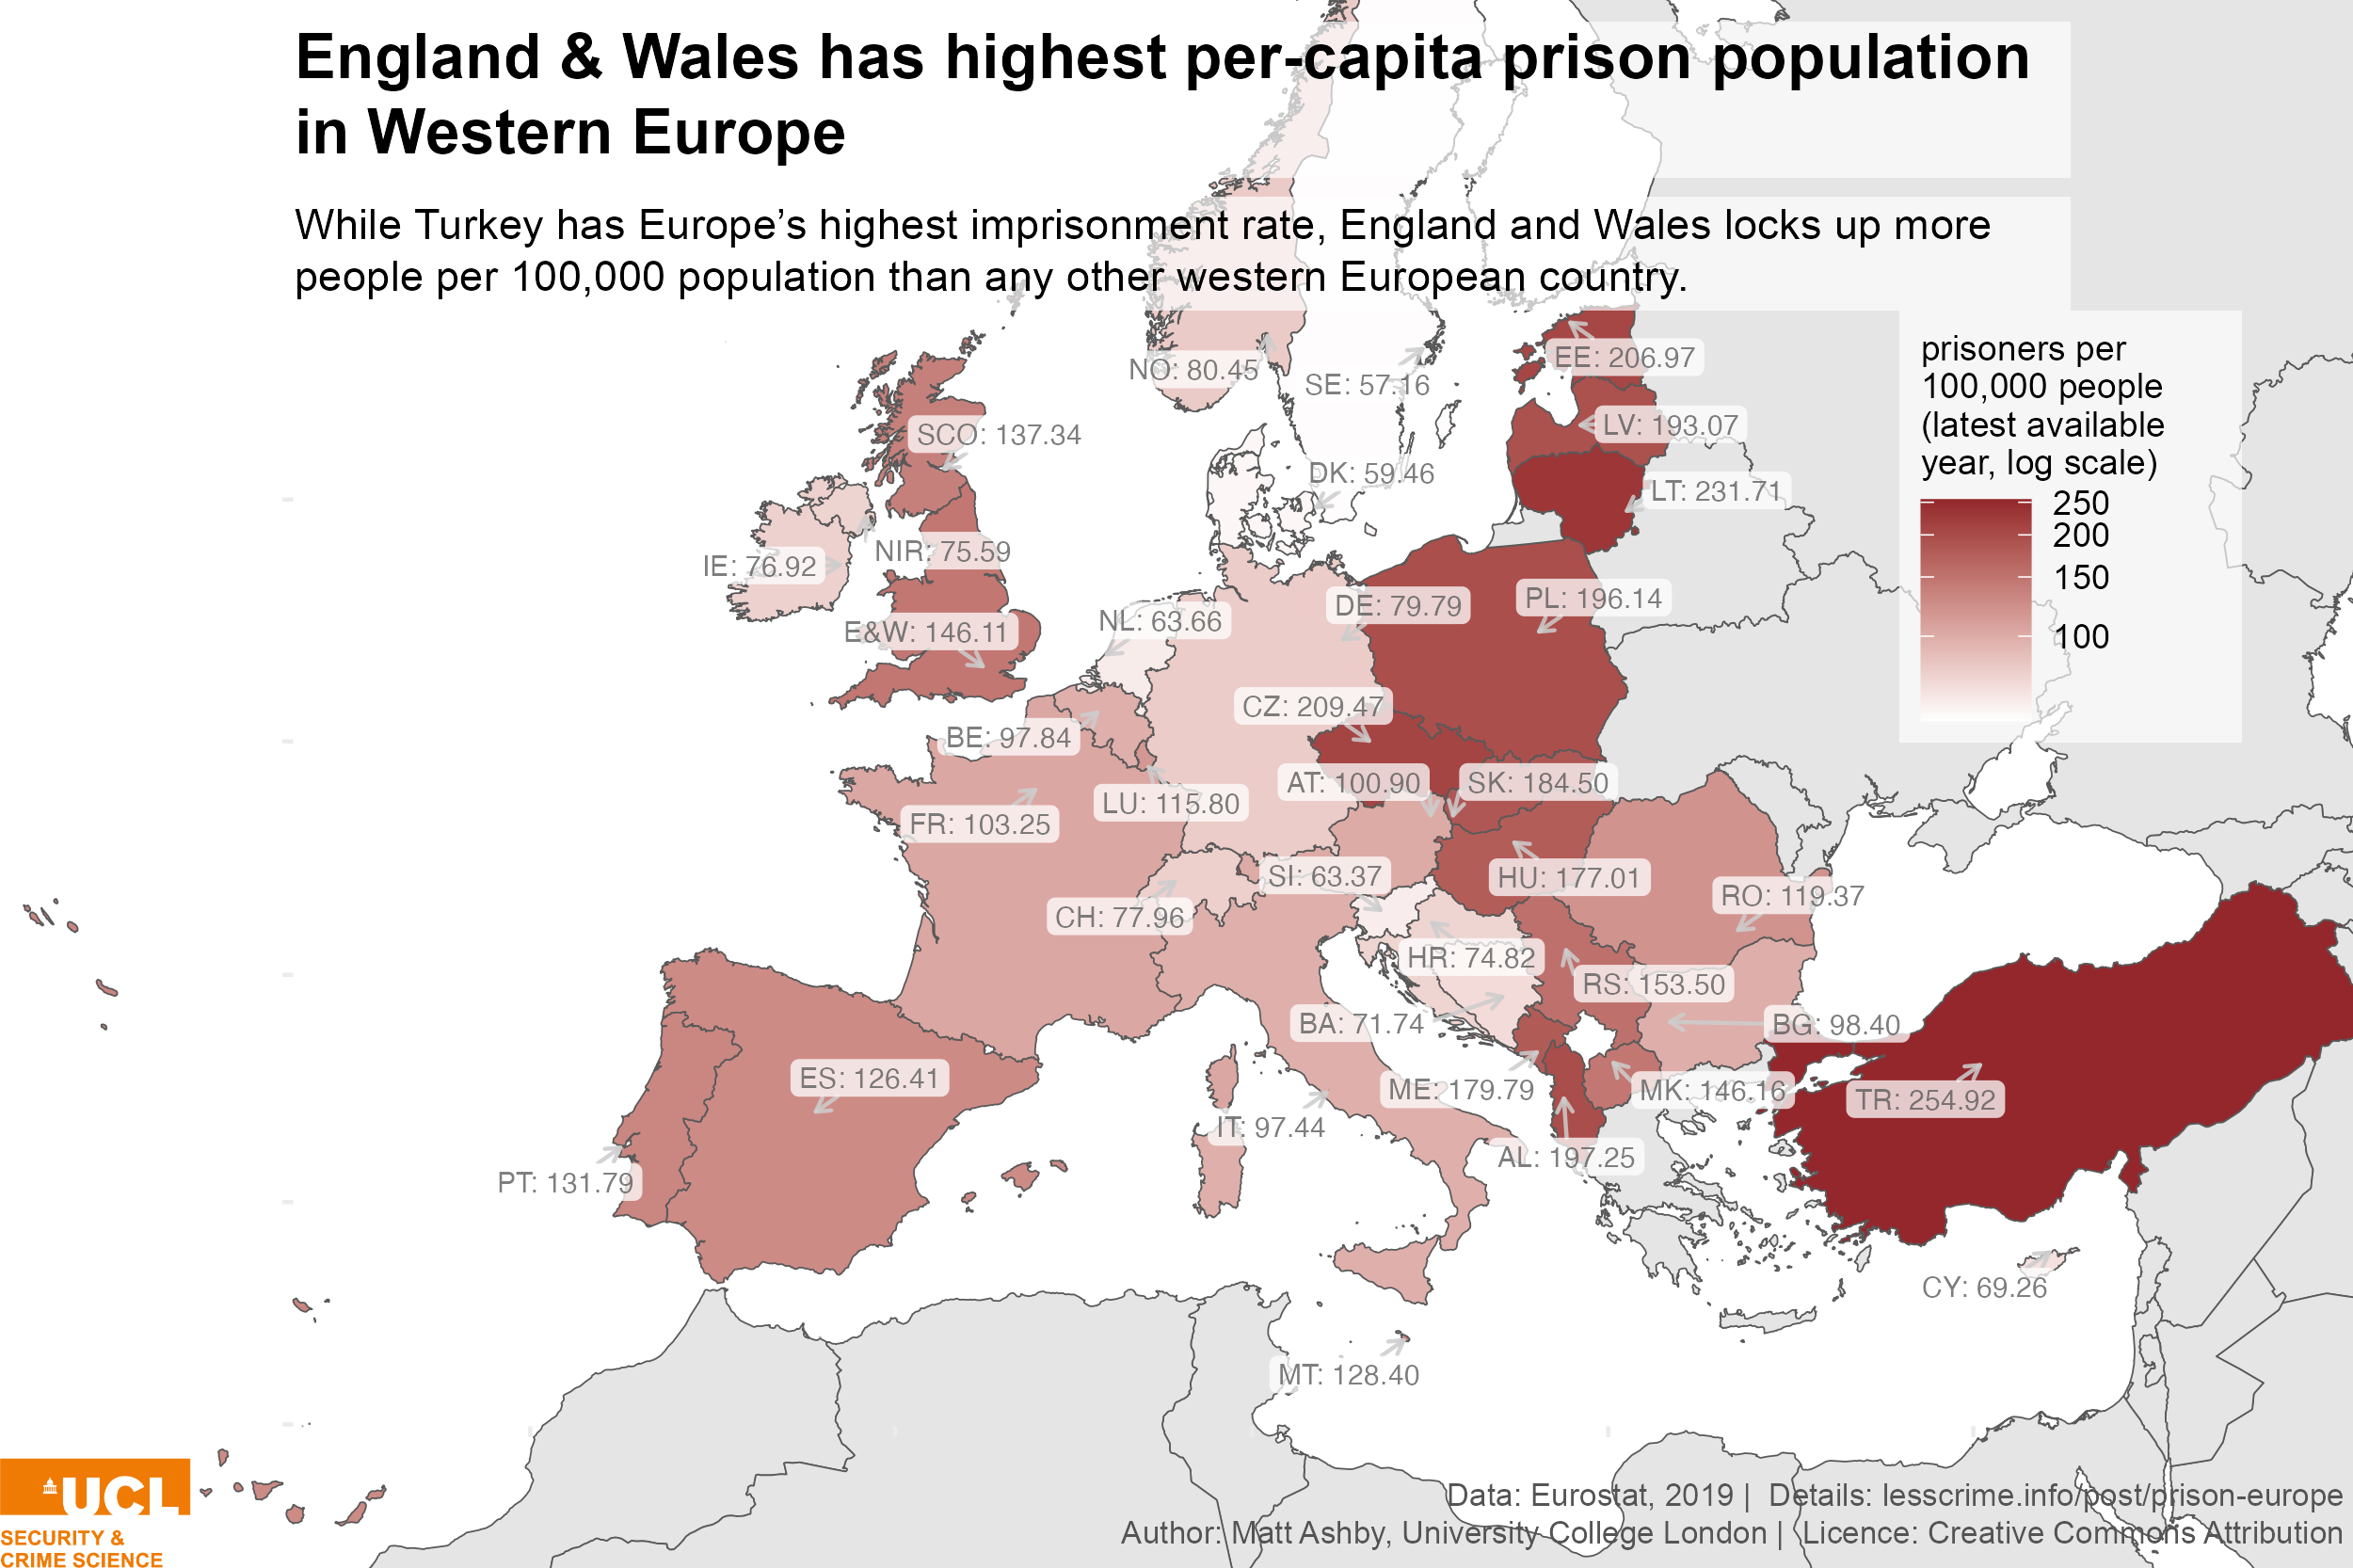 England & Wales has highest per-capita prison population
in Western Europe
While Turkey has Europe’s highest imprisonment rate, England and Wales locks up more
people per 100,000 population than any other western European country.
prisoners per
100,000 people
(latest available
year, log scale)
250
200
150
100
NO: 80.45
SE: 57.16
EE: 206.97
SCO: 137.34
LV: 193.07
DK: 59.46
LT: 231.71
NIR: 75.59
IE: 76.92
E&W: 146.11
NL: 63.66
DE: 79.79
PL: 196.14
CZ: 209.47
BE: 97.84
AT: 100.90
SK: 184.50
LU: 115.80
FR: 103.25
SI: 63.37
HU: 177.01
RO: 119.37
CH: 77.96
HR: 74.82
RS: 153.50
BA: 71.74
BG: 98.40
ES: 126.41
ME: 179.79
MK: 146.16
TR: 254.92
IT: 97.44
AL: 197.25
PT: 131.79
CY: 69.26
MT: 128.40
UCL
SECURITY &
CRIME SCIENCE
Data: Eurostat, 2019 | Details: lesscrime.info/post/prison-europe
Author: Matt Ashby, University College London | Licence: Creative Commons Attribution